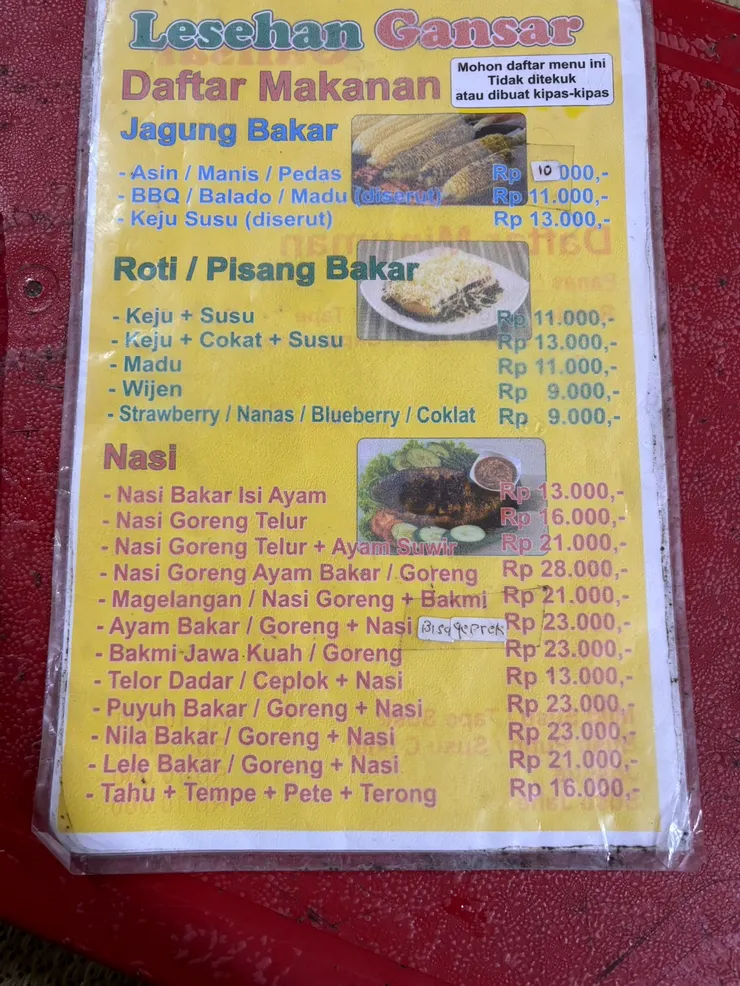 Lesehan Gansar
Daftar Makanan
Mohon daftar menu ini
Tidak ditekuk
atau dibuat kipas-kipas
Jagung Bakar
- Asin / Manis / Pedas Rp 10 000,-
- BBQ / Balado / Madu (diserut) Rp 11.000,-
- Keju Susu (diserut) Rp 13.000,-
Roti / Pisang Bakar
- Keju + Susu Rp 11.000,-
- Keju + Cokat + Susu Rp 13.000,-
- Madu Rp 11.000,-
- Wijen Rp 9.000,-
- Strawberry / Nanas / Blueberry / Coklat Rp 9.000,-
Nasi
- Nasi Bakar Isi Ayam Rp 13.000,-
- Nasi Goreng Telur Rp 16.000,-
- Nasi Goreng Telur + Ayam Suwir Rp 21.000,-
- Nasi Goreng Ayam Bakar / Goreng Rp 28.000,-
- Magelangan / Nasi Goreng + Bakmi Rp 21.000,-
- Ayam Bakar / Goreng + Nasi Bisa geprek Rp 23.000,-
- Bakmi Jawa Kuah / Goreng Rp 23.000,-
- Telor Dadar / Ceplok + Nasi Rp 13.000,-
- Puyuh Bakar / Goreng + Nasi Rp 23.000,-
- Nila Bakar / Goreng + Nasi Rp 23.000,-
- Lele Bakar / Goreng + Nasi Rp 21.000,-
- Tahu + Tempe + Pete + Terong Rp 16.000,-